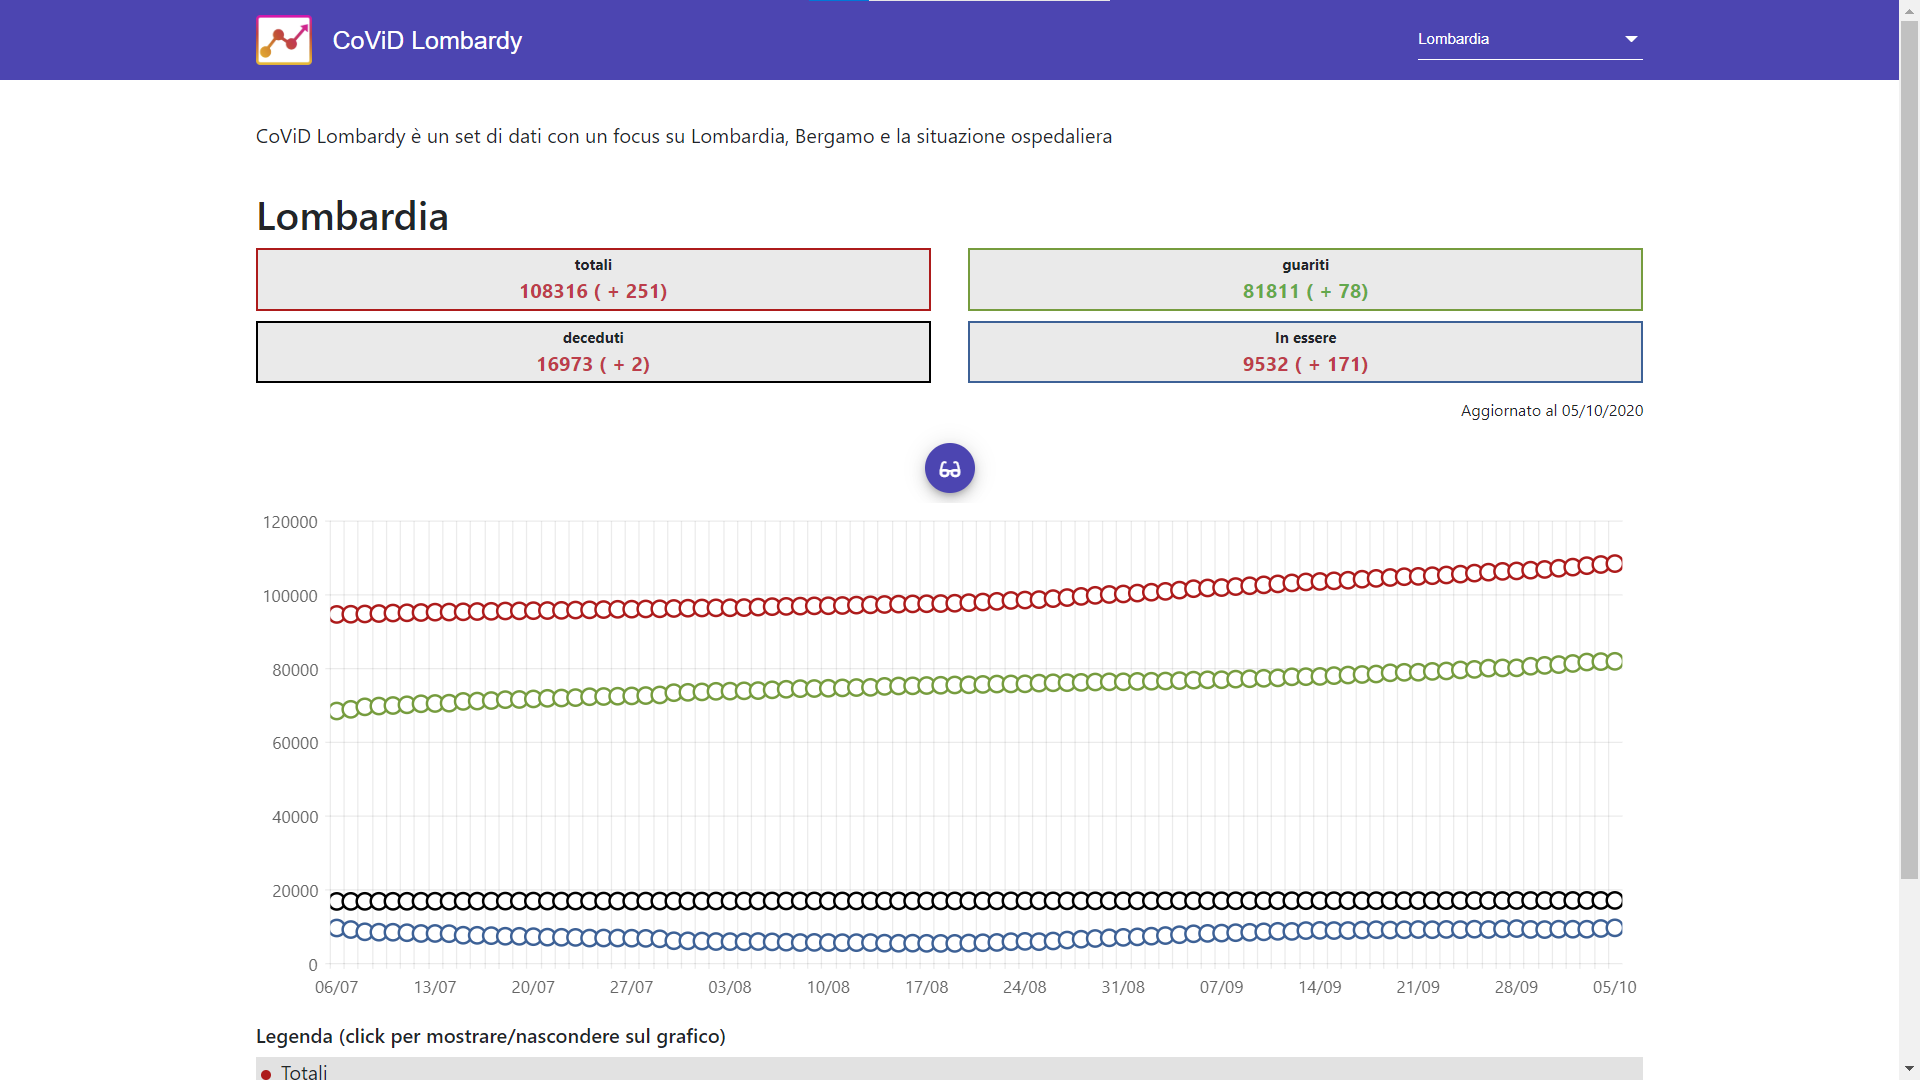 CoViD Lombardy
Lombardia
CoViD Lombardy è un set di dati con un focus su Lombardia, Bergamo e la situazione ospedaliera
Lombardia
totali
108316 ( + 251)
guariti
81811 ( + 78)
deceduti
16973 ( + 2)
In essere
9532 ( + 171)
Aggiornato al 05/10/2020
120000
100000
80000
60000
40000
20000
0
06/07 13/07 20/07 27/07 03/08 10/08 17/08 24/08 31/08 07/09 14/09 21/09 28/09 05/10
Legenda (click per mostrare/nascondere sul grafico)
Totali